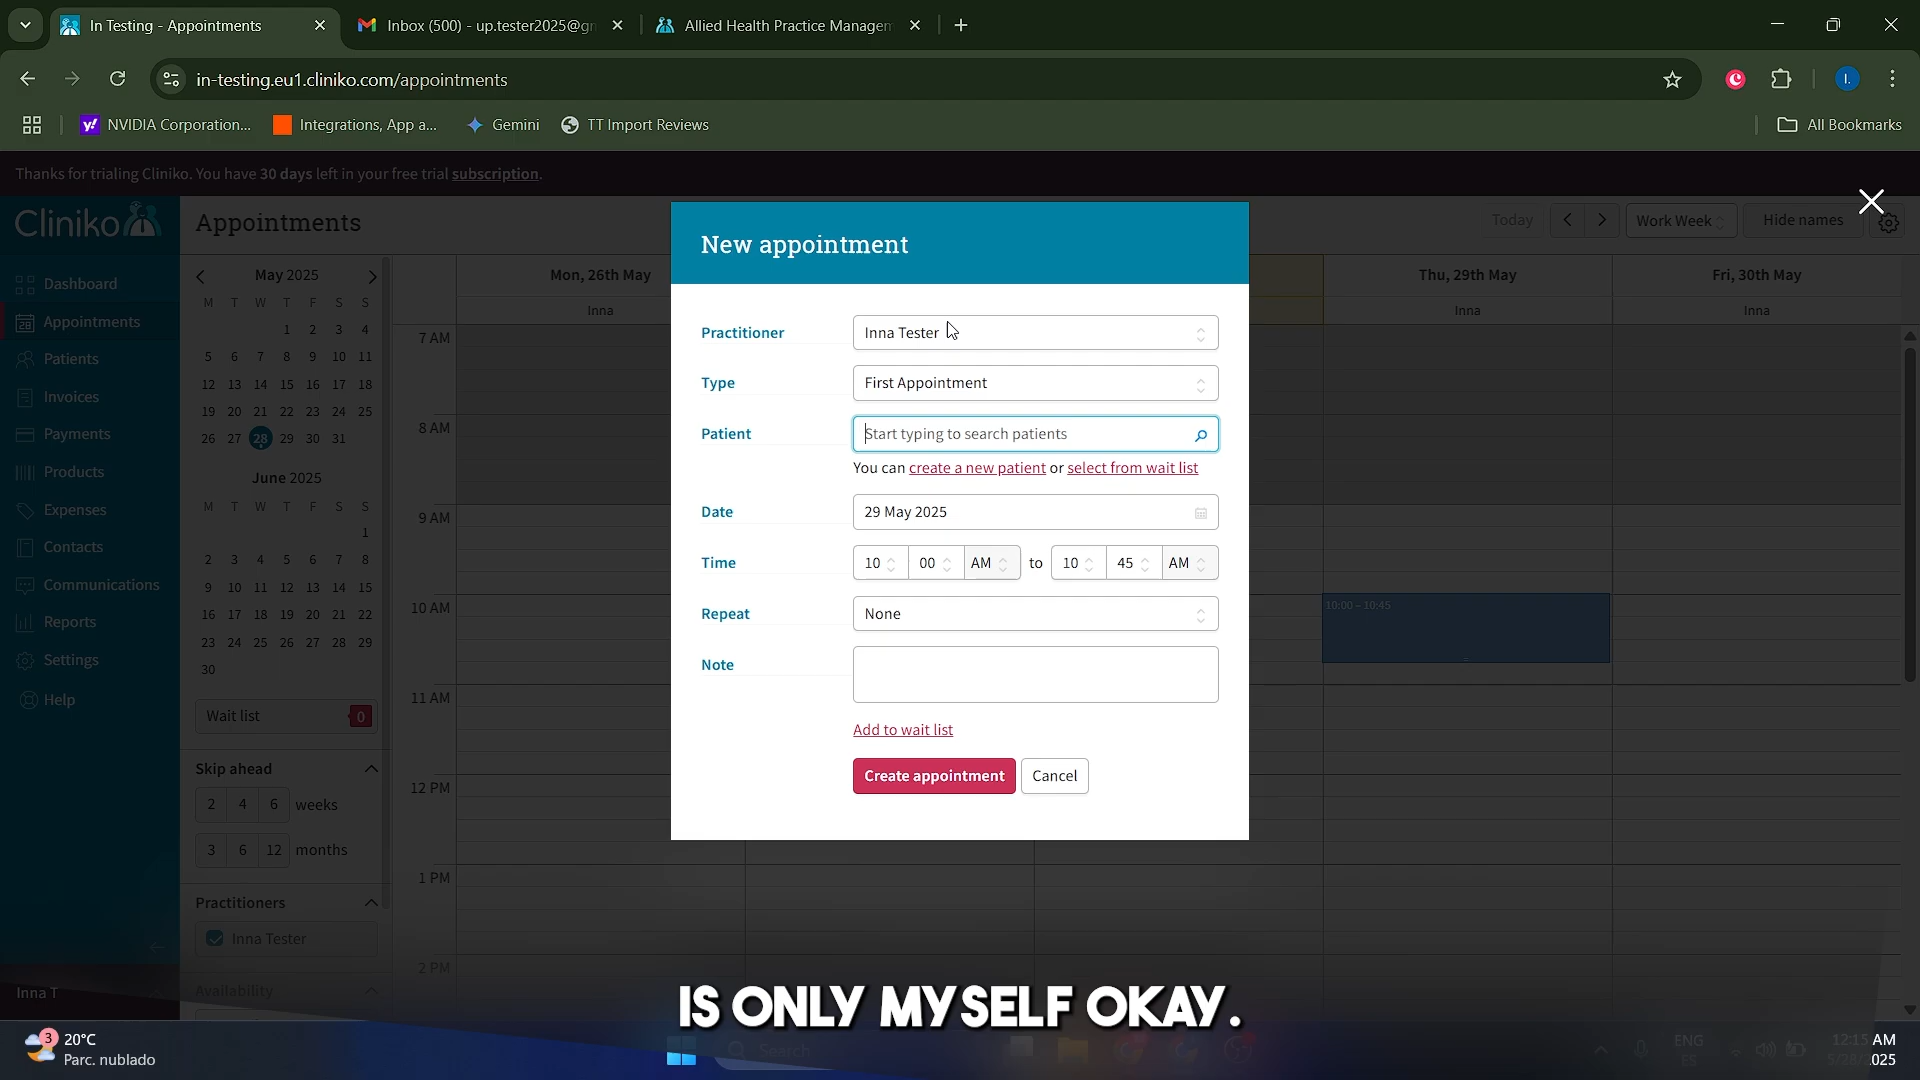 In Testing - Appointments
Inbox (500) - up.tester2025@gm
Allied Health Practice Managem
in-testing.eu1.cliniko.com/appointments
I.
NVIDIA Corporation...
Integrations, App a...
Gemini
TT Import Reviews
All Bookmarks
Thanks for trialing Cliniko. You have 30 days left in your free trial subscription.
Cliniko
Appointments
Today
Work Week
Hide names
Dashboard
Appointments
Patients
Invoices
Payments
Products
Expenses
Contacts
Communications
Reports
Settings
Help
Inna T
May 2025
M T W T F S S
1 2 3 4
5 6 7 8 9 10 11
12 13 14 15 16 17 18
19 20 21 22 23 24 25
26 27 28 29 30 31
June 2025
M T W T F S S
1
2 3 4 5 6 7 8
9 10 11 12 13 14 15
16 17 18 19 20 21 22
23 24 25 26 27 28 29
30
Wait list 0
Skip ahead
2 4 6 weeks
3 6 12 months
Practitioners
Inna Tester
Availability
Mon, 26th May
Thu, 29th May
Fri, 30th May
Inna
Inna
Inna
7 AM
8 AM
9 AM
10 AM
11 AM
12 PM
1 PM
2 PM
10:00 – 10:45
New appointment
Practitioner
Inna Tester
Type
First Appointment
Patient
Start typing to search patients
You can create a new patient or select from wait list
Date
29 May 2025
Time
10 00 AM to 10 45 AM
Repeat
None
Note
Add to wait list
Create appointment
Cancel
IS ONLY MYSELF OKAY.
3
20°C
Parc. nublado
Search
ENG
ES
12:15 AM
5/28/2025